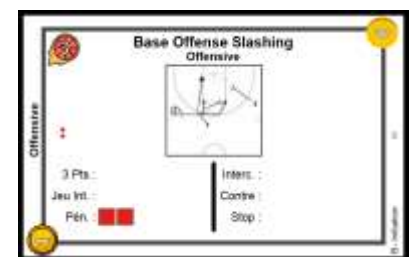 Base Offense Slashing
Offensive
Offensive
3 Pts :
Interc. :
Jeu Int. :
Contre :
Pén. :
Stop :